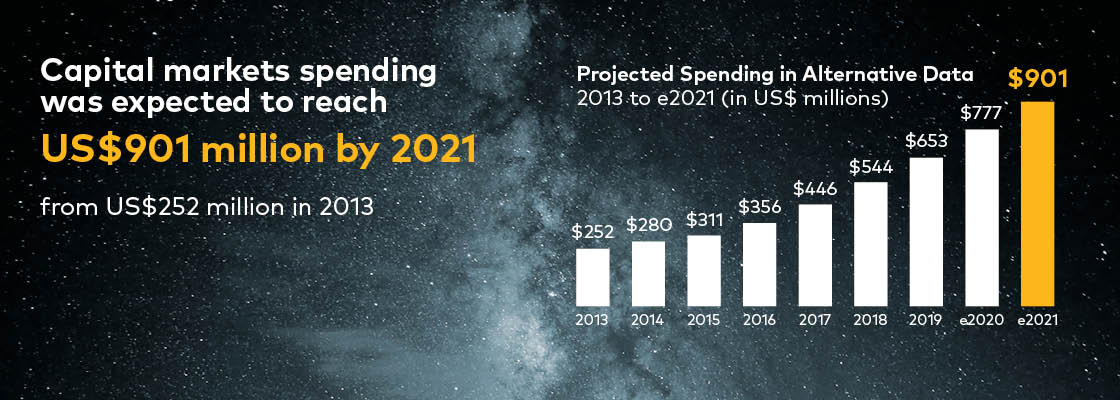 Capital markets spending
was expected to reach
US$901 million by 2021
from US$252 million in 2013
Projected Spending in Alternative Data
2013 to e2021 (in US$ millions)
$252
$280
$311
$356
$446
$544
$653
$777
$901
2013
2014
2015
2016
2017
2018
2019
e2020
e2021